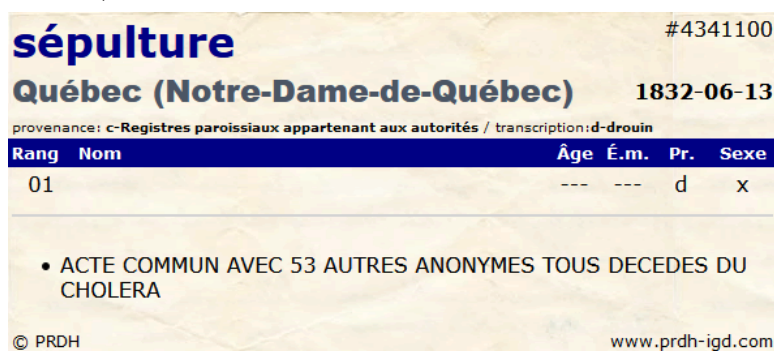 sépulture #4341100
Québec (Notre-Dame-de-Québec) 1832-06-13
provenance: c-Registres paroissiaux appartenant aux autorités / transcription:d-drouin
Rang Nom Âge É.m. Pr. Sexe
01 --- --- d x
• ACTE COMMUN AVEC 53 AUTRES ANONYMES TOUS DECEDES DU
CHOLERA
© PRDH www.prdh-igd.com